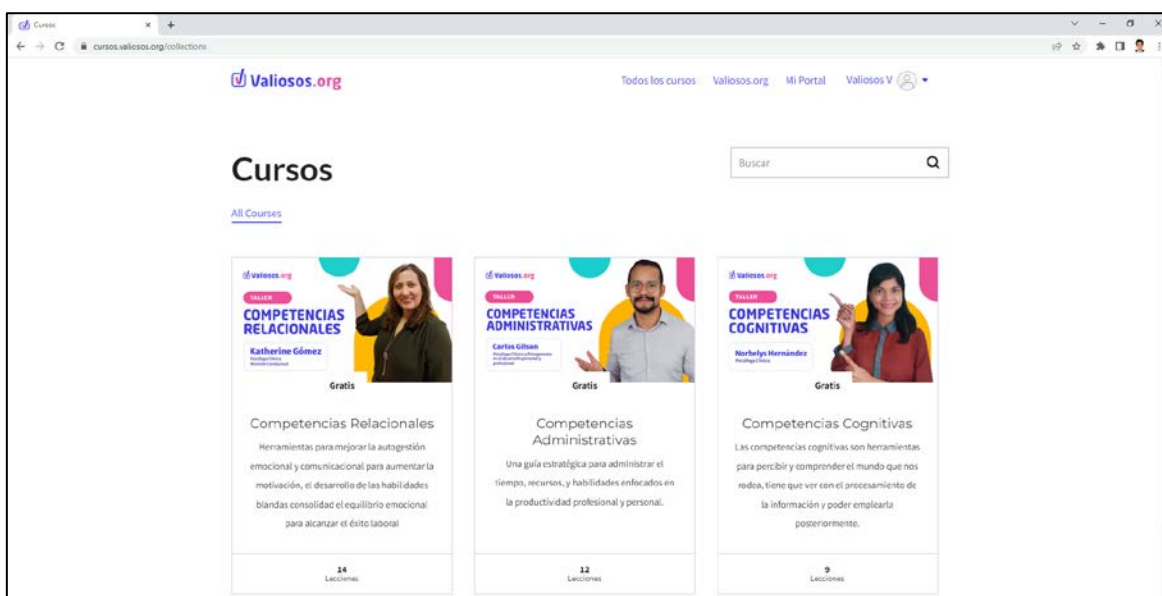 Cursos
cursos.valiosos.org/collections
Valiosos.org
Todos los cursos Valiosos.org Mi Portal Valiosos V
Cursos
Buscar
All Courses
Valiosos.org
TALLER
COMPETENCIAS
RELACIONALES
Katherine Gómez
Gratis
Competencias Relacionales
Herramientas para mejorar la autogestión
emocional y comunicacional para aumentar la
motivación, el desarrollo de las habilidades
blandas consolidad el equilibrio emocional
para alcanzar el éxito laboral
14
Lecciones
Valiosos.org
TALLER
COMPETENCIAS
ADMINISTRATIVAS
Carlos Gilson
Gratis
Competencias
Administrativas
Una guía estratégica para administrar el
tiempo, recursos, y habilidades enfocados en
la productividad profesional y personal.
12
Lecciones
Valiosos.org
TALLER
COMPETENCIAS
COGNITIVAS
Norbelys Hernández
Psicóloga Clínica
Gratis
Competencias Cognitivas
Las competencias cognitivas son herramientas
para percibir y comprender el mundo que nos
rodea, tiene que ver con el procesamiento de
la información y poder emplearla
posteriormente.
9
Lecciones